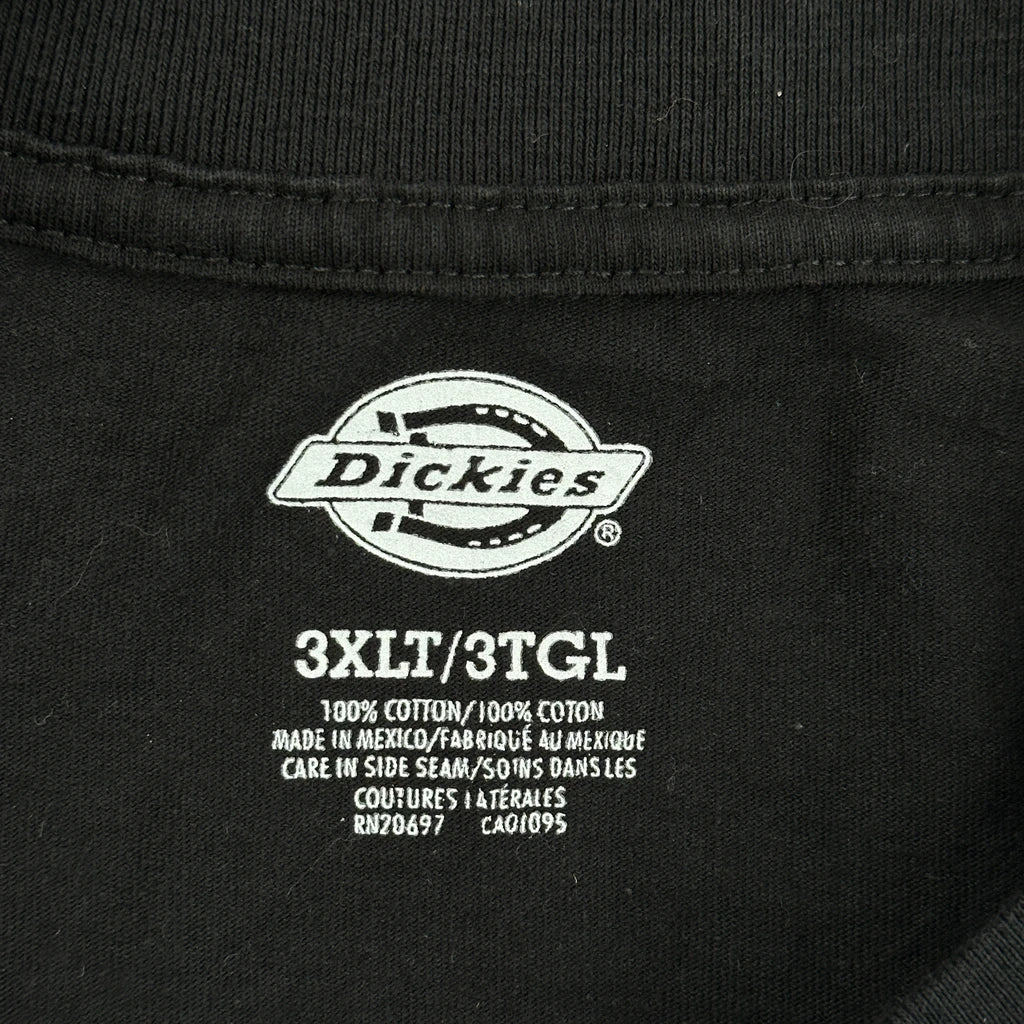 Dickies
®
3XLT/3TGL
100% COTTON/100% COTON
MADE IN MEXICO/FABRIQUÉ AU MEXIQUE
CARE IN SIDE SEAM/SOINS DANS LES
COUTURES LATÉRALES
RN20697 CA01095